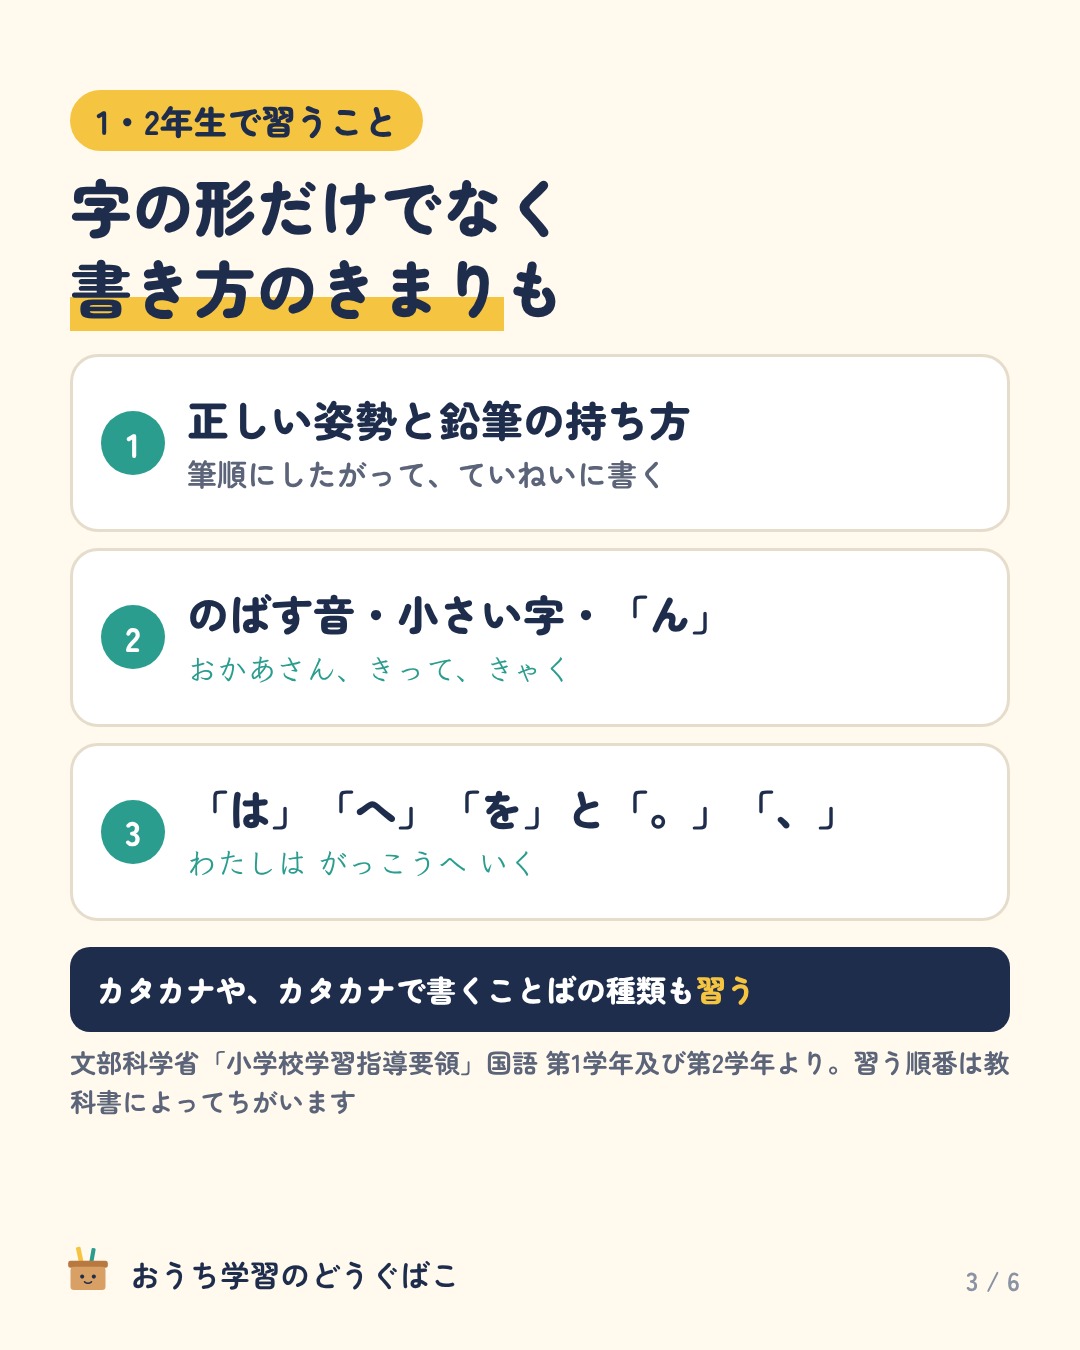 1・2年生で習うこと
字の形だけでなく
書き方のきまりも
1
正しい姿勢と鉛筆の持ち方
筆順にしたがって、ていねいに書く
2
のばす音・小さい字・「ん」
おかあさん、きって、きゃく
3
「は」「へ」「を」と「。」「、」
わたしは がっこうへ いく
カタカナや、カタカナで書くことばの種類も習う
文部科学省「小学校学習指導要領」国語 第1学年及び第2学年より。習う順番は教
科書によってちがいます
おうち学習のどうぐばこ
3 / 6